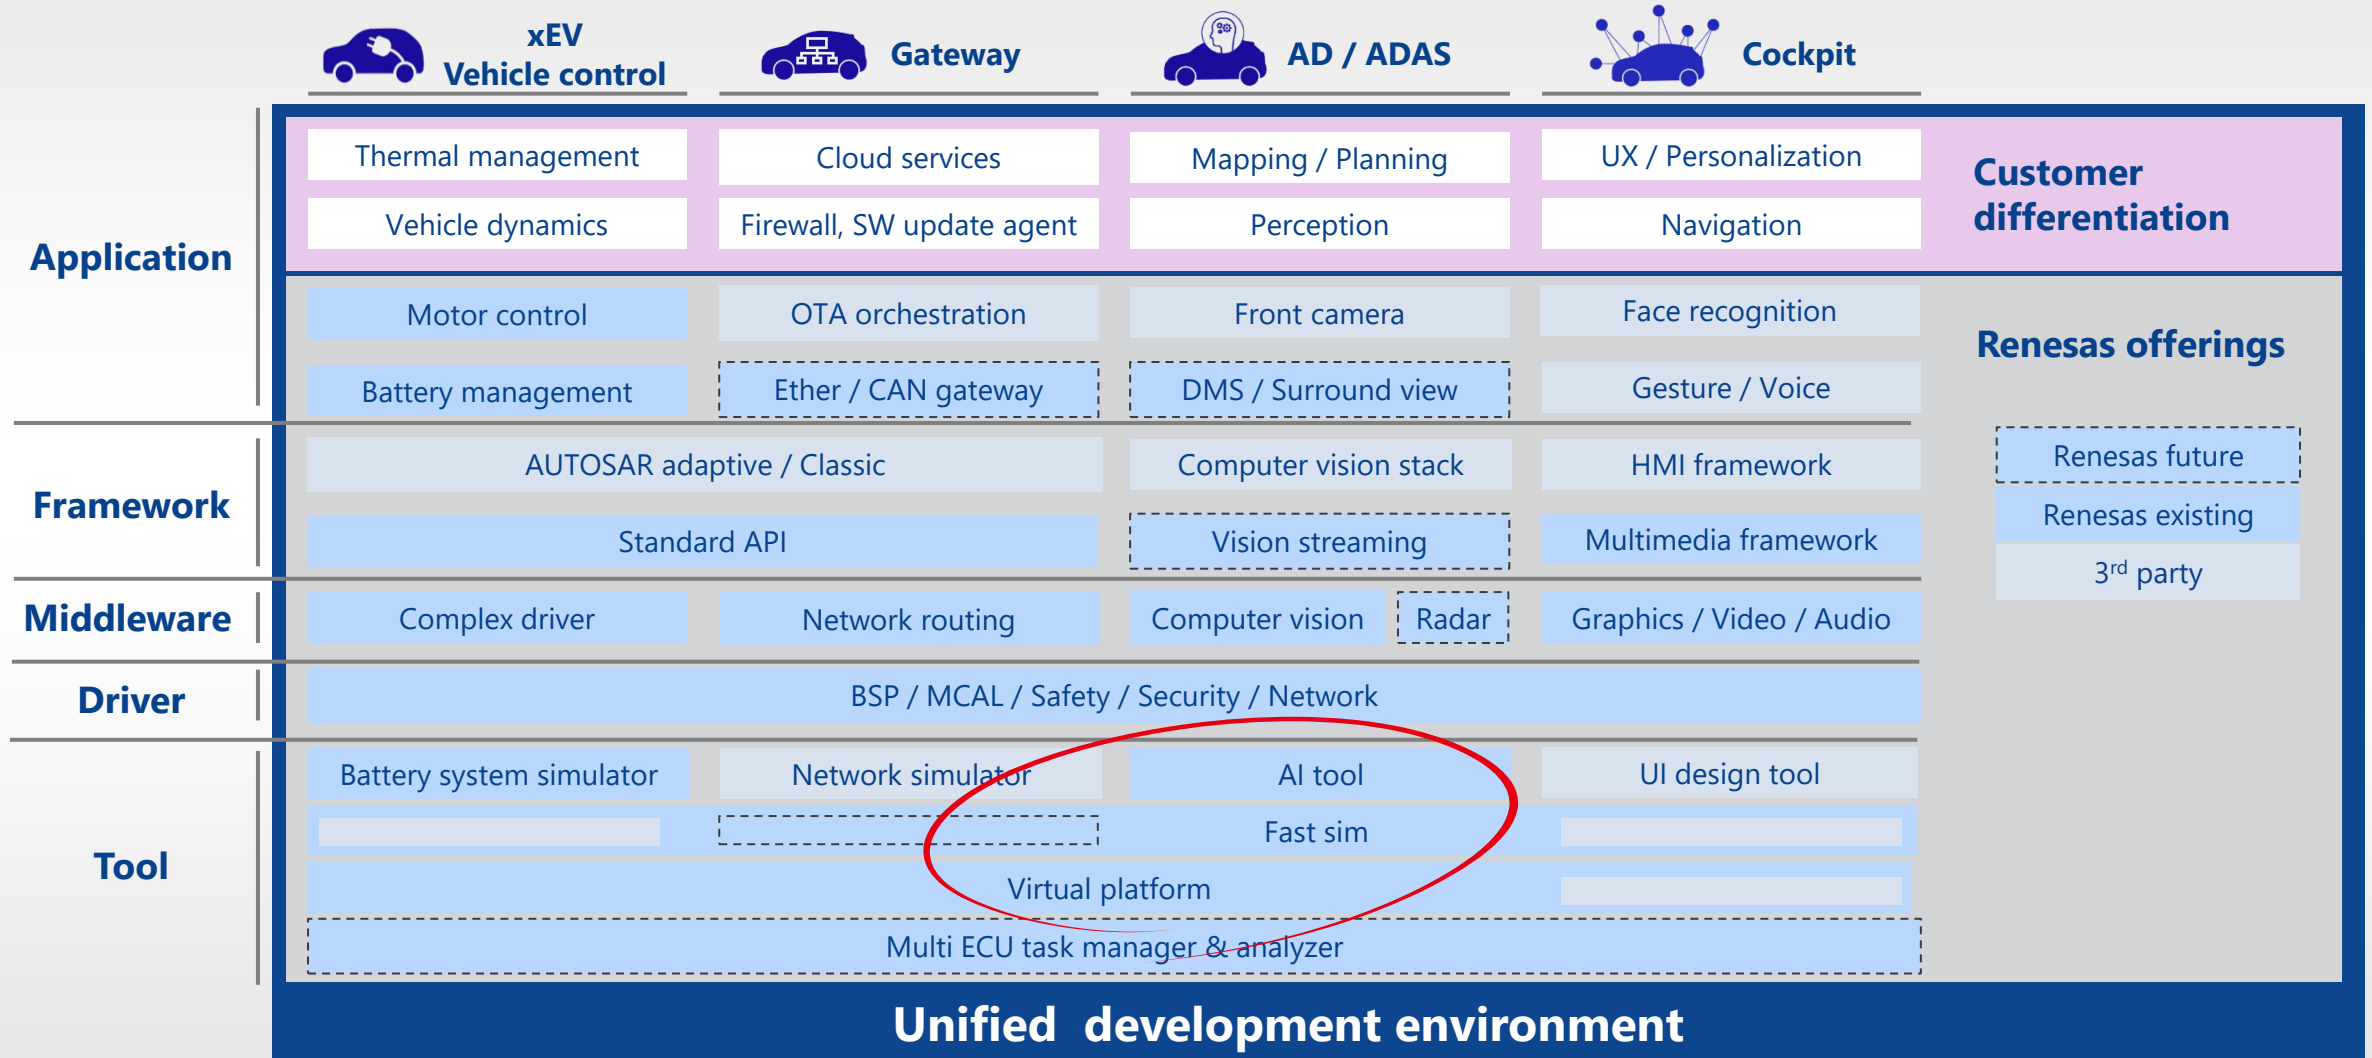 xEV
Vehicle control
Gateway
AD / ADAS
Cockpit
Application
Thermal management
Cloud services
Mapping / Planning
UX / Personalization
Customer
differentiation
Vehicle dynamics
Firewall, SW update agent
Perception
Navigation
Motor control
OTA orchestration
Front camera
Face recognition
Renesas offerings
Battery management
Ether / CAN gateway
DMS / Surround view
Gesture / Voice
Framework
AUTOSAR adaptive / Classic
Computer vision stack
HMI framework
Renesas future
Standard API
Vision streaming
Multimedia framework
Renesas existing
3rd party
Middleware
Complex driver
Network routing
Computer vision
Radar
Graphics / Video / Audio
Driver
BSP / MCAL / Safety / Security / Network
Tool
Battery system simulator
Network simulator
AI tool
UI design tool
Fast sim
Virtual platform
Multi ECU task manager & analyzer
Unified development environment